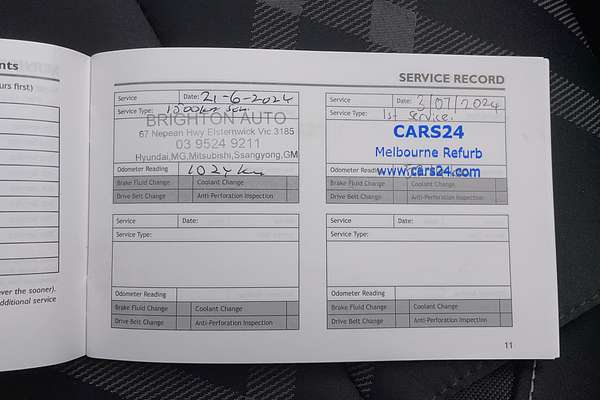 nts
urs first)
ver the sooner).
dditional service
SERVICE RECORD
Service Date: 21-6-2024
Service Type: 1500km Ser.
BRIGHTON AUTO
67 Nepean Hwy Elsternwick Vic 3185
03 9524 9211
Hyundai,MG,Mitsubishi,Ssangyong,GM
Odometer Reading 1024 km
Brake Fluid Change Coolant Change
Drive Belt Change Anti-Perforation Inspection
Service Date: 3/07/2024
Service Type: 1st Service.
CARS24
Melbourne Refurb
www.cars24.com
Odometer Reading
Brake Fluid Change Coolant Change
Drive Belt Change Anti-Perforation Inspection
Service Date:
Service Type:
Odometer Reading
Brake Fluid Change Coolant Change
Drive Belt Change Anti-Perforation Inspection
Service Date:
Service Type:
Odometer Reading
Brake Fluid Change Coolant Change
Drive Belt Change Anti-Perforation Inspection
11